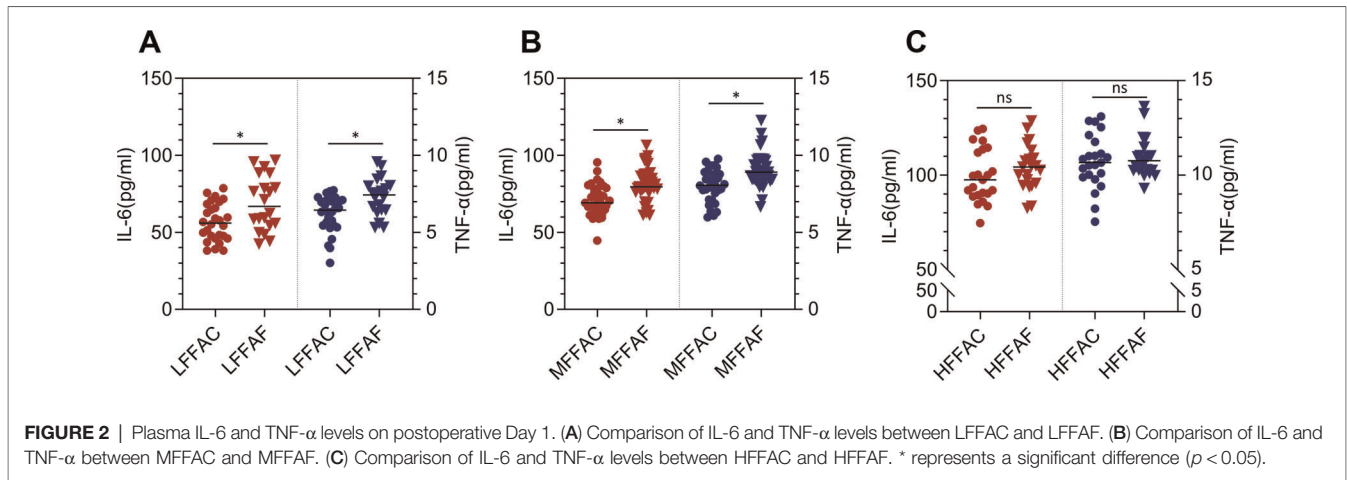 A
B
C
150
100
50
0
IL-6(pg/ml)
*
*
15
10
5
0
TNF-α(pg/ml)
LFFAC
LFFAF
LFFAC
LFFAF
150
100
50
0
IL-6(pg/ml)
*
*
15
10
5
0
TNF-α(pg/ml)
MFFAC
MFFAF
MFFAC
MFFAF
150
100
50
50
0
IL-6(pg/ml)
ns
ns
15
10
5
5
0
TNF-α(pg/ml)
HFFAC
HFFAF
HFFAC
HFFAF
FIGURE 2 | Plasma IL-6 and TNF-α levels on postoperative Day 1. (A) Comparison of IL-6 and TNF-α levels between LFFAC and LFFAF. (B) Comparison of IL-6 and
TNF-α between MFFAC and MFFAF. (C) Comparison of IL-6 and TNF-α levels between HFFAC and HFFAF. * represents a significant difference (p < 0.05).